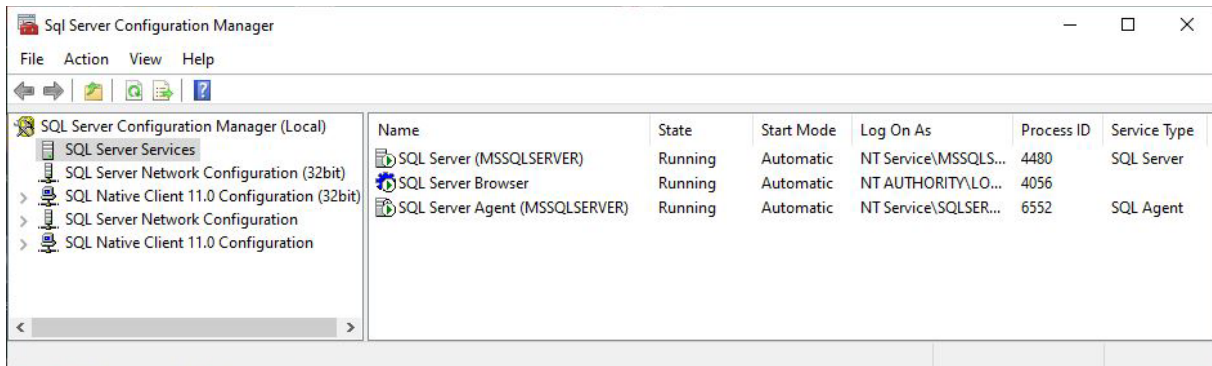 Sql Server Configuration Manager
File Action View Help
SQL Server Configuration Manager (Local)
SQL Server Services
SQL Server Network Configuration (32bit)
SQL Native Client 11.0 Configuration (32bit)
SQL Server Network Configuration
SQL Native Client 11.0 Configuration
Name State Start Mode Log On As Process ID Service Type
SQL Server (MSSQLSERVER) Running Automatic NT Service\MSSQLS... 4480 SQL Server
SQL Server Browser Running Automatic NT AUTHORITY\LO... 4056
SQL Server Agent (MSSQLSERVER) Running Automatic NT Service\SQLSER... 6552 SQL Agent